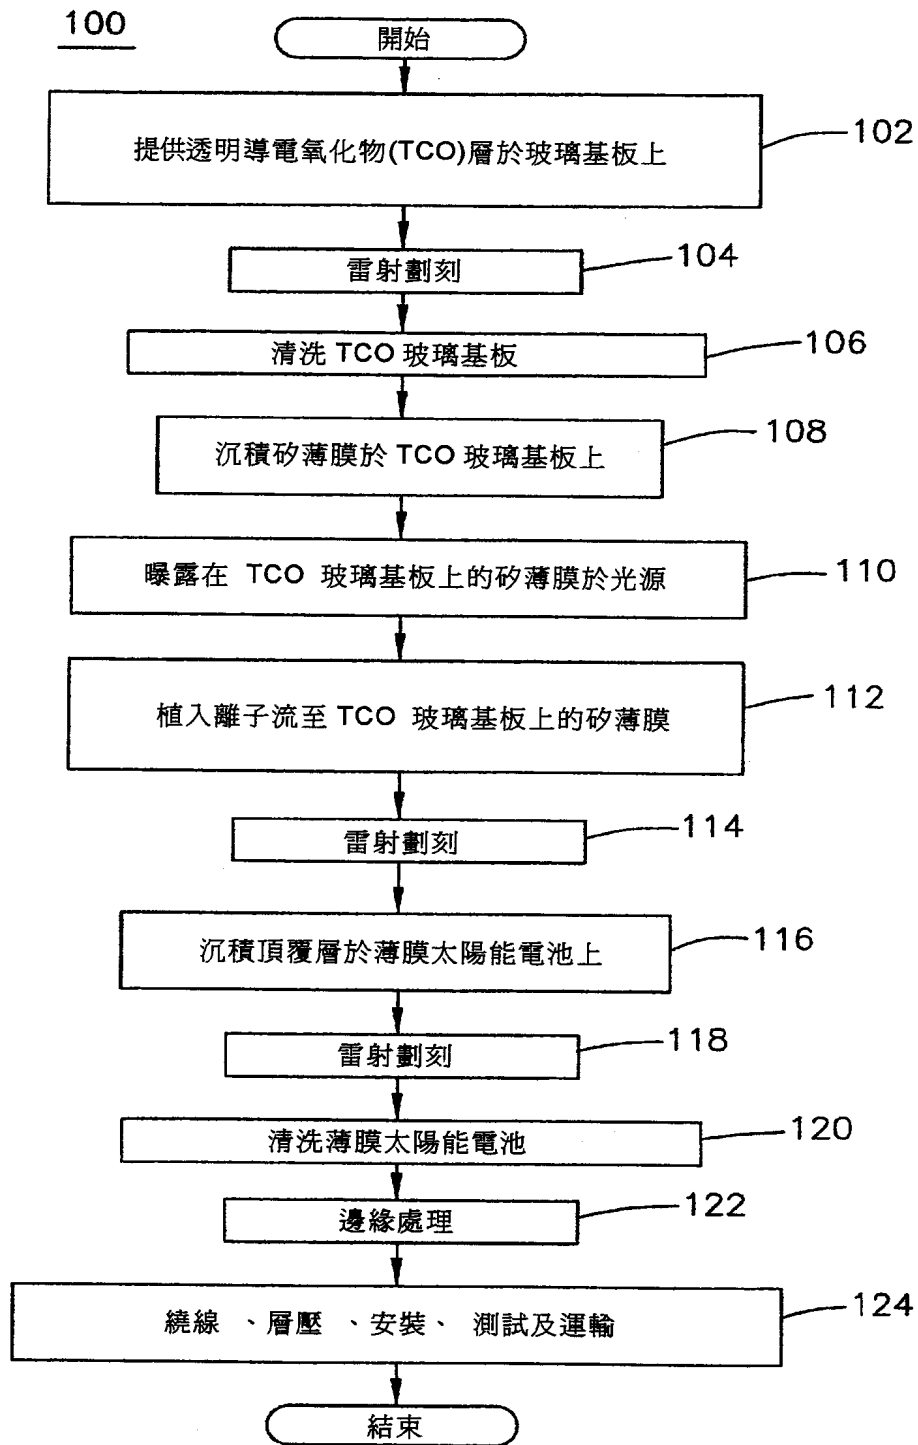 100
開始
提供透明導電氧化物(TCO)層於玻璃基板上
102
雷射劃刻
104
清洗 TCO 玻璃基板
106
沉積矽薄膜於 TCO 玻璃基板上
108
曝露在 TCO 玻璃基板上的矽薄膜於光源
110
植入離子流至 TCO 玻璃基板上的矽薄膜
112
雷射劃刻
114
沉積頂覆層於薄膜太陽能電池上
116
雷射劃刻
118
清洗薄膜太陽能電池
120
邊緣處理
122
繞線 、層壓 、安裝、 測試及運輸
124
結束